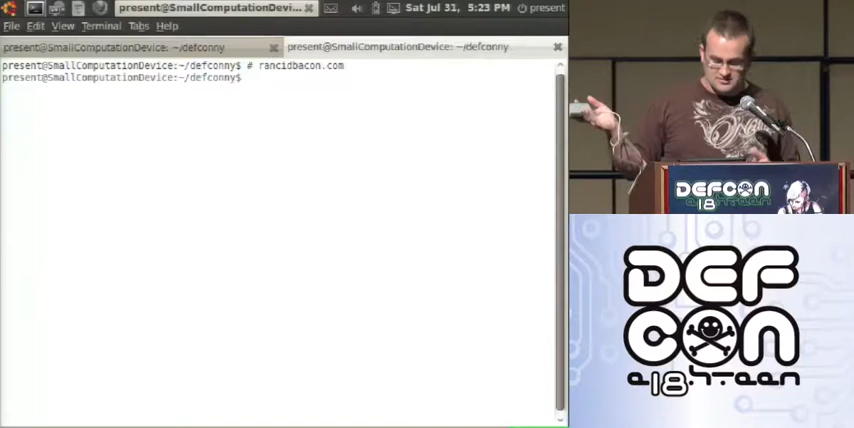 present@SmallComputationDevi... Sat Jul 31, 5:23 PM present
File Edit View Terminal Tabs Help
present@SmallComputationDevice: ~/defconny present@SmallComputationDevice: ~/defconny
present@SmallComputationDevice:~/defconny$ # rancidbacon.com
present@SmallComputationDevice:~/defconny$
DEFCON
18
DEF
CON
18